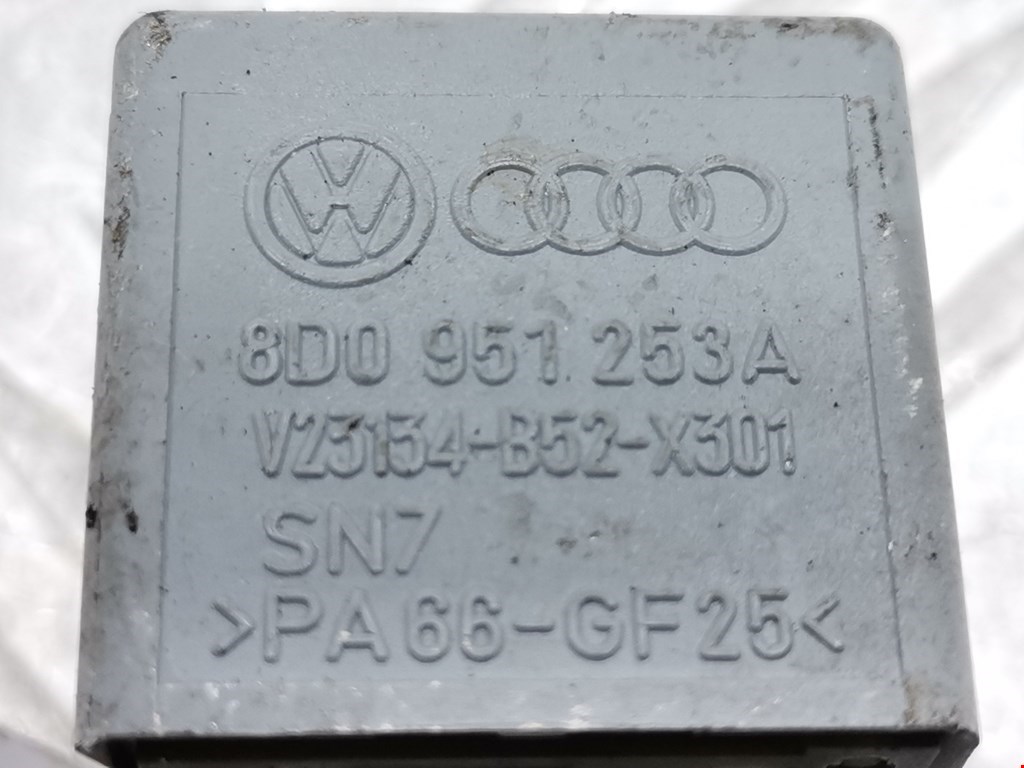 8D0 951 253A
V23134-B52-X301
SN7
>PA66-GF25<